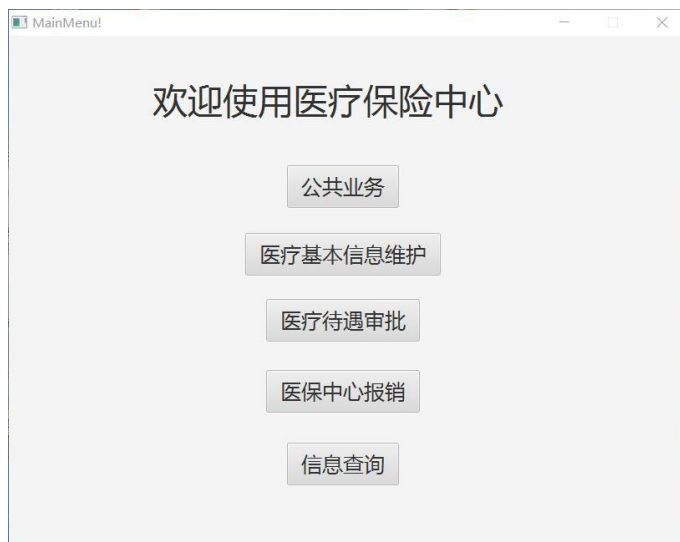 MainMenu!
欢迎使用医疗保险中心
公共业务
医疗基本信息维护
医疗待遇审批
医保中心报销
信息查询